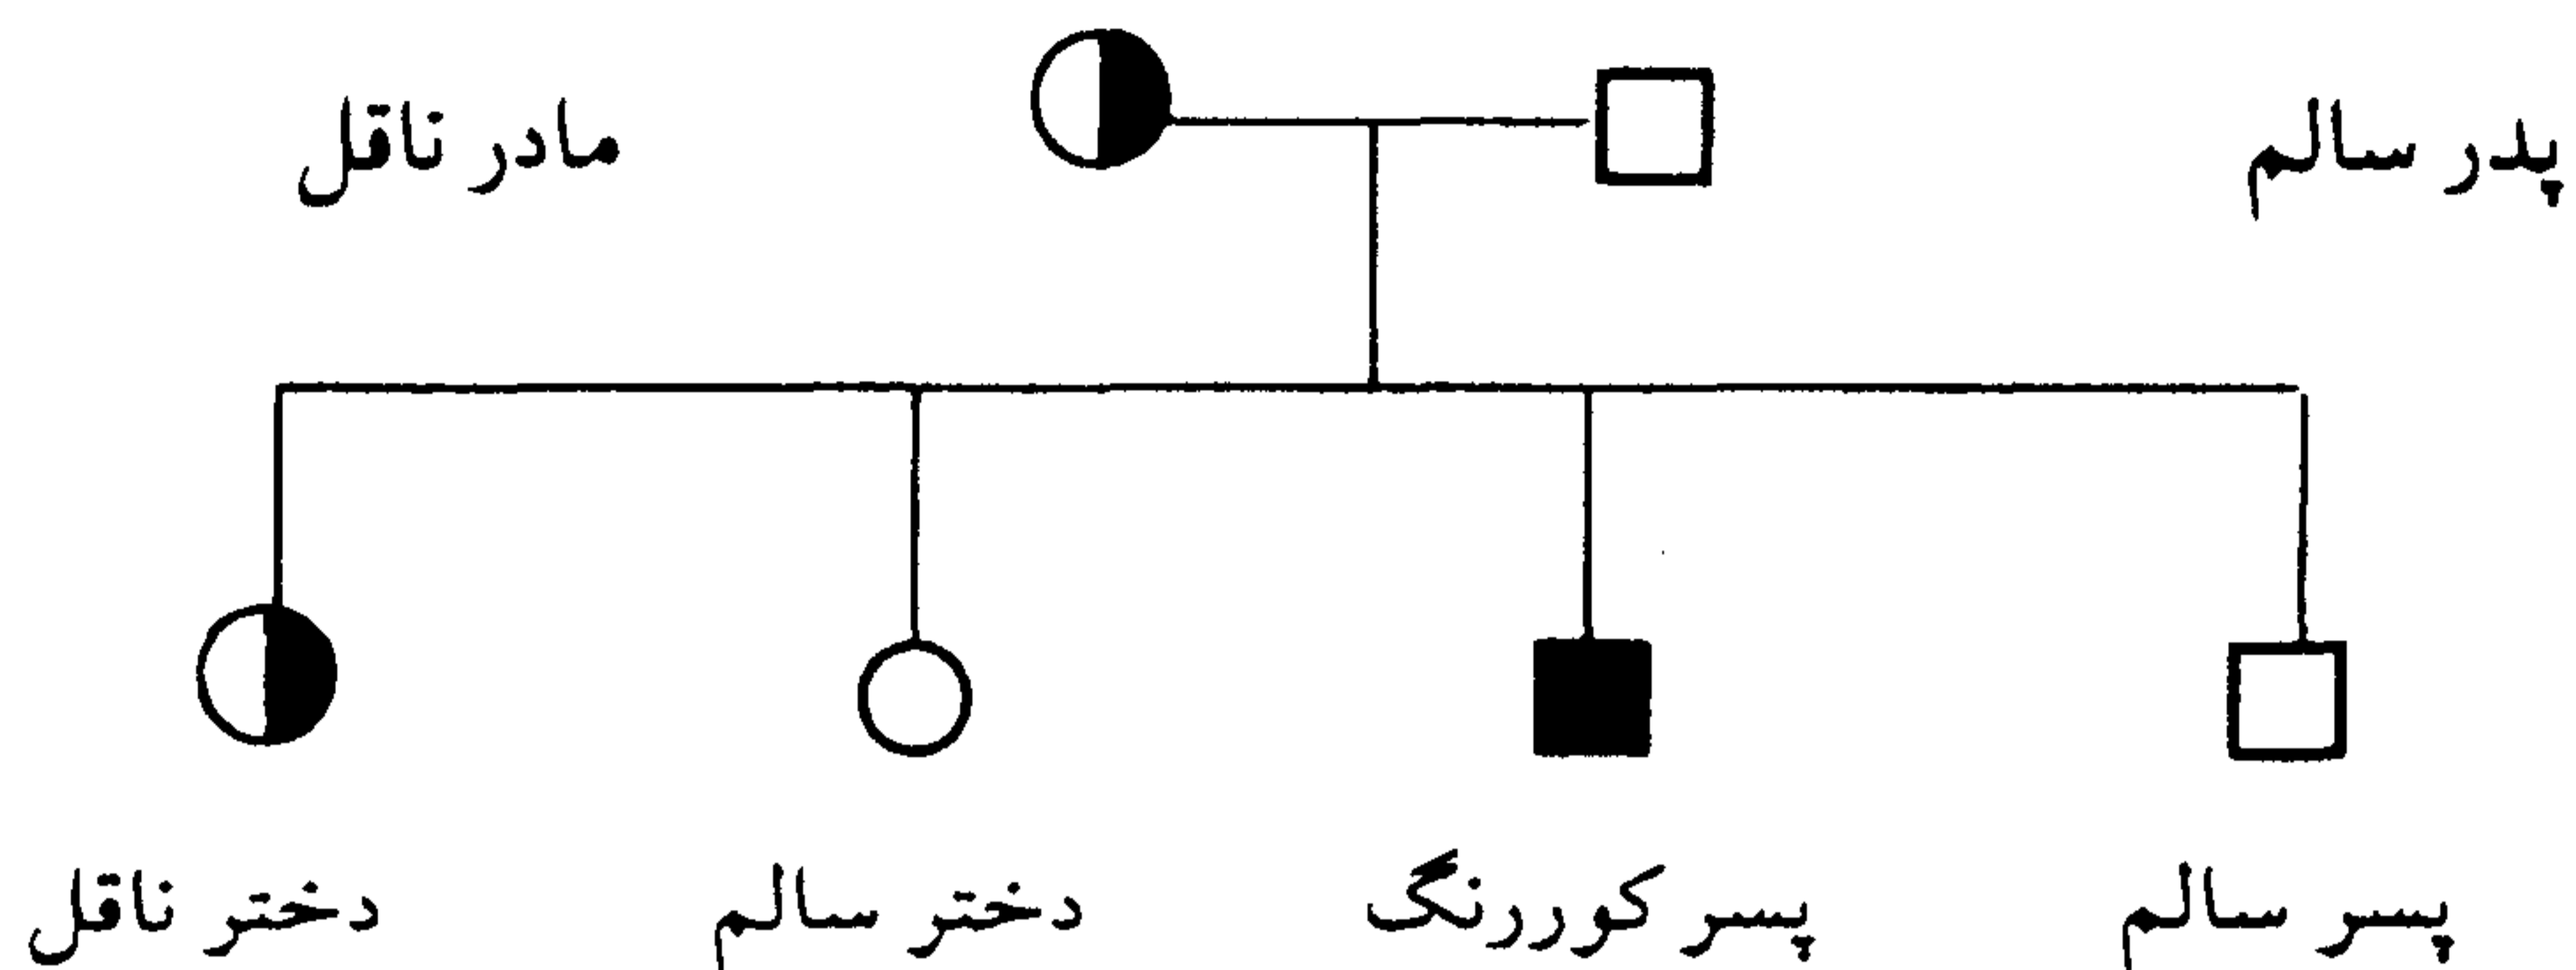 پدر سالم مادر ناقل
پسر سالم پسر کوررنگ دختر سالم دختر ناقل